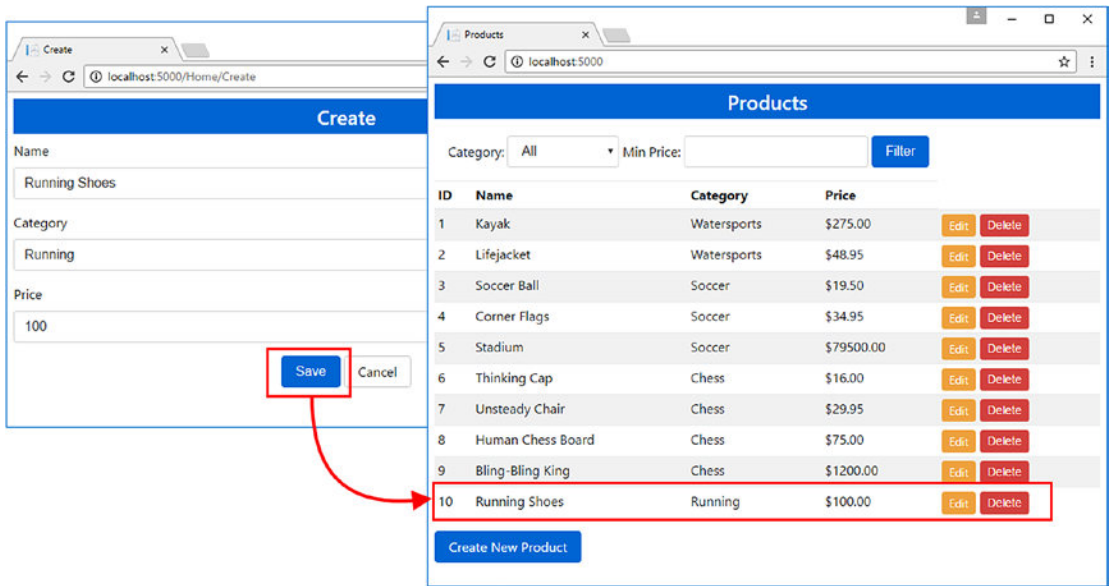 Create
localhost:5000/Home/Create
Create
Name
Running Shoes
Category
Running
Price
100
Save Cancel
Products
localhost:5000
Products
Category: All Min Price: Filter
ID Name Category Price
1 Kayak Watersports $275.00 Edit Delete
2 Lifejacket Watersports $48.95 Edit Delete
3 Soccer Ball Soccer $19.50 Edit Delete
4 Corner Flags Soccer $34.95 Edit Delete
5 Stadium Soccer $79500.00 Edit Delete
6 Thinking Cap Chess $16.00 Edit Delete
7 Unsteady Chair Chess $29.95 Edit Delete
8 Human Chess Board Chess $75.00 Edit Delete
9 Bling-Bling King Chess $1200.00 Edit Delete
10 Running Shoes Running $100.00 Edit Delete
Create New Product